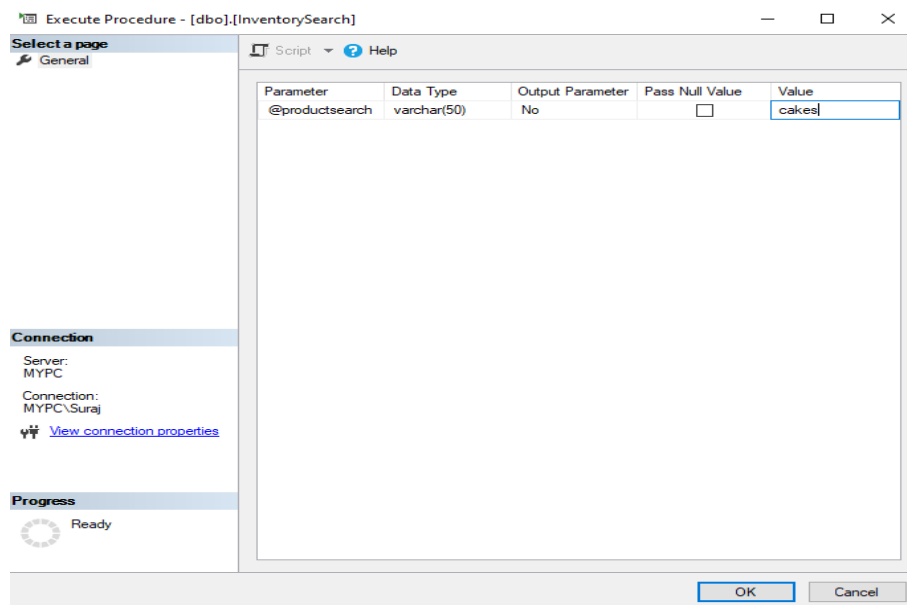 Execute Procedure - [dbo].[InventorySearch]
Select a page
General
Script
Help
Parameter Data Type Output Parameter Pass Null Value Value
@productsearch varchar(50) No cakes
Connection
Server:
MYPC
Connection:
MYPC\Suraj
View connection properties
Progress
Ready
OK Cancel